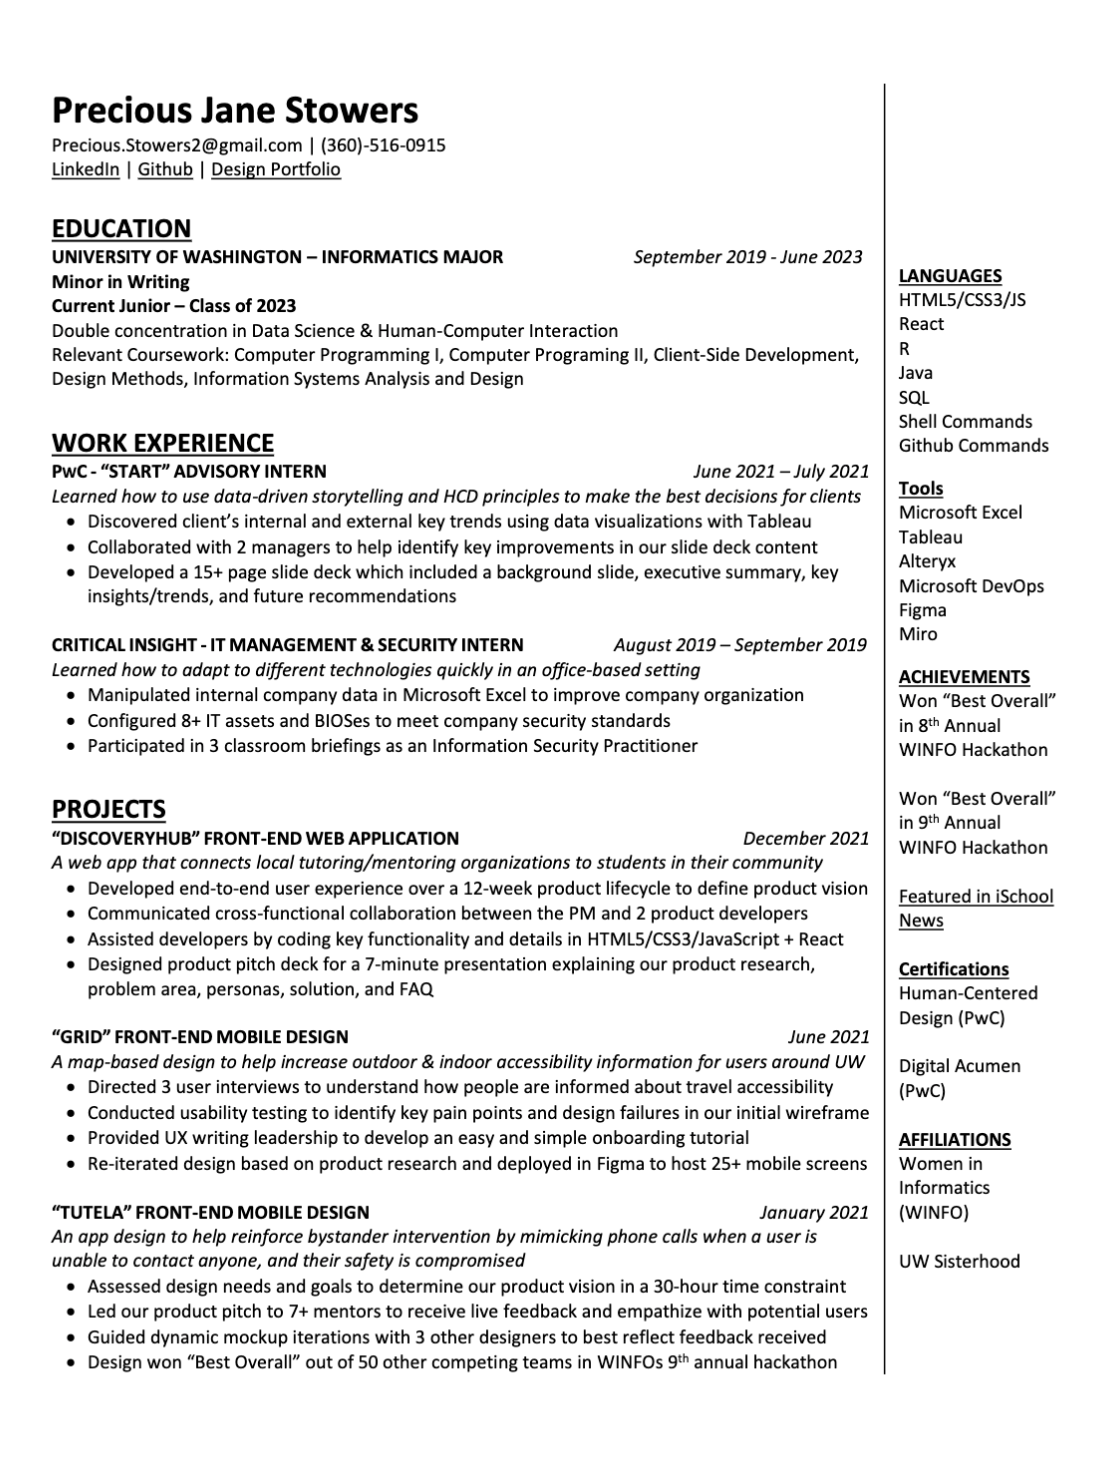 Precious Jane Stowers
Precious.Stowers2@gmail.com | (360)-516-0915
LinkedIn | Github | Design Portfolio
EDUCATION
UNIVERSITY OF WASHINGTON – INFORMATICS MAJOR September 2019 - June 2023
Minor in Writing
Current Junior – Class of 2023
Double concentration in Data Science & Human-Computer Interaction
Relevant Coursework: Computer Programming I, Computer Programing II, Client-Side Development,
Design Methods, Information Systems Analysis and Design
WORK EXPERIENCE
PwC - “START” ADVISORY INTERN June 2021 – July 2021
Learned how to use data-driven storytelling and HCD principles to make the best decisions for clients
• Discovered client’s internal and external key trends using data visualizations with Tableau
• Collaborated with 2 managers to help identify key improvements in our slide deck content
• Developed a 15+ page slide deck which included a background slide, executive summary, key
insights/trends, and future recommendations
CRITICAL INSIGHT - IT MANAGEMENT & SECURITY INTERN August 2019 – September 2019
Learned how to adapt to different technologies quickly in an office-based setting
• Manipulated internal company data in Microsoft Excel to improve company organization
• Configured 8+ IT assets and BIOSes to meet company security standards
• Participated in 3 classroom briefings as an Information Security Practitioner
PROJECTS
“DISCOVERYHUB” FRONT-END WEB APPLICATION December 2021
A web app that connects local tutoring/mentoring organizations to students in their community
• Developed end-to-end user experience over a 12-week product lifecycle to define product vision
• Communicated cross-functional collaboration between the PM and 2 product developers
• Assisted developers by coding key functionality and details in HTML5/CSS3/JavaScript + React
• Designed product pitch deck for a 7-minute presentation explaining our product research,
problem area, personas, solution, and FAQ
“GRID” FRONT-END MOBILE DESIGN June 2021
A map-based design to help increase outdoor & indoor accessibility information for users around UW
• Directed 3 user interviews to understand how people are informed about travel accessibility
• Conducted usability testing to identify key pain points and design failures in our initial wireframe
• Provided UX writing leadership to develop an easy and simple onboarding tutorial
• Re-iterated design based on product research and deployed in Figma to host 25+ mobile screens
“TUTELA” FRONT-END MOBILE DESIGN January 2021
An app design to help reinforce bystander intervention by mimicking phone calls when a user is
unable to contact anyone, and their safety is compromised
• Assessed design needs and goals to determine our product vision in a 30-hour time constraint
• Led our product pitch to 7+ mentors to receive live feedback and empathize with potential users
• Guided dynamic mockup iterations with 3 other designers to best reflect feedback received
• Design won “Best Overall” out of 50 other competing teams in WINFOs 9th annual hackathon
LANGUAGES
HTML5/CSS3/JS
React
R
Java
SQL
Shell Commands
Github Commands
Tools
Microsoft Excel
Tableau
Alteryx
Microsoft DevOps
Figma
Miro
ACHIEVEMENTS
Won “Best Overall”
in 8th Annual
WINFO Hackathon
Won “Best Overall”
in 9th Annual
WINFO Hackathon
Featured in iSchool
News
Certifications
Human-Centered
Design (PwC)
Digital Acumen
(PwC)
AFFILIATIONS
Women in
Informatics
(WINFO)
UW Sisterhood